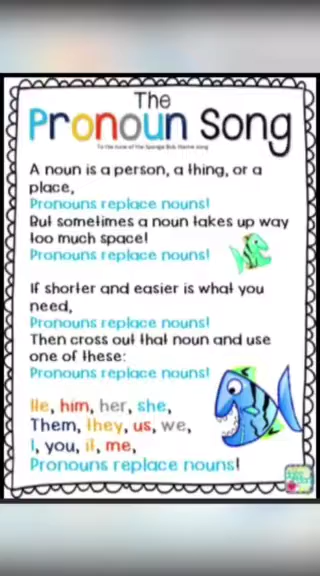 The
Pronoun Song
To the tune of the Sponge Bob theme song
A noun is a person, a thing, or a
place,
Pronouns replace nouns!
But sometimes a noun takes up way
too much space!
Pronouns replace nouns!
If shorter and easier is what you
need,
Pronouns replace nouns!
Then cross out that noun and use
one of these:
Pronouns replace nouns!
He, him, her, she,
Them, they, us, we,
I, you, it, me,
Pronouns replace nouns!